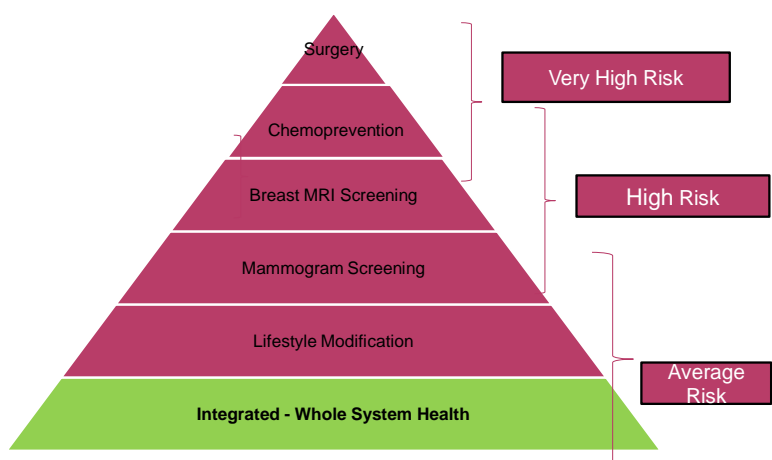 Surgery
Very High Risk
Chemoprevention
Breast MRI Screening
High Risk
Mammogram Screening
Lifestyle Modification
Average
Risk
Integrated - Whole System Health